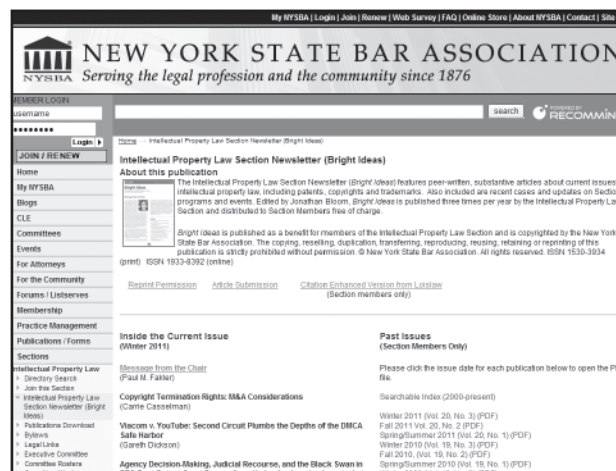 My NYSBA | Login | Join | Renew | Web Survey | FAQ | Online Store | About NYSBA | Contact | Site
NYSBA
NEW YORK STATE BAR ASSOCIATION
Serving the legal profession and the community since 1876
MEMBER LOGIN
username
Login
JOIN / RENEW
Home
My NYSBA
Blogs
CLE
Committees
Events
For Attorneys
For the Community
Forums / Listserves
Membership
Practice Management
Publications / Forms
Sections
Intellectual Property Law
Directory Search
Join this Section
Intellectual Property Law
Section Newsletter (Bright
Ideas)
Publications Download
Bylaws
Legal Links
Executive Committee
Committee Rosters
search
POWERED BY
RECOMMIN
Home → Intellectual Property Law Section Newsletter (Bright Ideas)
Intellectual Property Law Section Newsletter (Bright Ideas)
About this publication
The Intellectual Property Law Section Newsletter (Bright Ideas) features peer-written, substantive articles about current issues
intellectual property law, including patents, copyrights and trademarks. Also included are recent cases and updates on Sectio
programs and events. Edited by Jonathan Bloom, Bright Ideas is published three times per year by the Intellectual Property La
Section and distributed to Section Members free of charge.
Bright Ideas is published as a benefit for members of the Intellectual Property Law Section and is copyrighted by the New York
State Bar Association. The copying, reselling, duplication, transferring, reproducing, reusing, retaining or reprinting of this
publication is strictly prohibited without permission. © New York State Bar Association. All rights reserved. ISSN 1530-3934
(print) ISSN 1933-8392 (online)
Reprint Permission Article Submission Citation Enhanced Version from Loislaw
(Section members only)
Inside the Current Issue
(Winter 2011)
Message from the Chair
(Paul M. Fakler)
Copyright Termination Rights: M&A Considerations
(Carrie Casselman)
Viacom v. YouTube: Second Circuit Plumbs the Depths of the DMCA
Safe Harbor
(Gareth Dickson)
Agency Decision-Making, Judicial Recourse, and the Black Swan in
Past Issues
(Section Members Only)
Please click the issue date for each publication below to open the P
file.
Searchable Index (2000-present)
Winter 2011 (Vol. 20, No. 3) (PDF)
Fall 2011 Vol. 20, No. 2 (PDF)
Spring/Summer 2011 (Vol. 20, No. 1) (PDF)
Winter 2010 (Vol. 19, No. 3) (PDF)
Fall 2010, (Vol. 19, No. 2) (PDF)
Spring/Summer 2010 (Vol. 19, No. 1) (PDF)